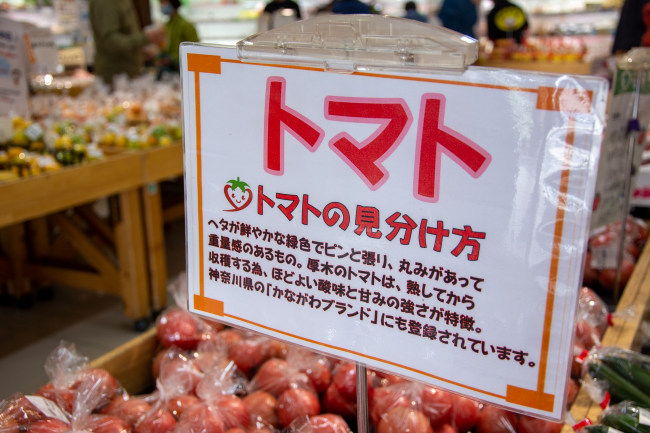 トマト
トマトの見分け方
ヘタが鮮やかな緑色でピンと張り、丸みがあって
重量感のあるもの。厚木のトマトは、熟してから
収穫する為、ほどよい酸味と甘みの強さが特徴。
神奈川県の「かながわブランド」にも登録されています。